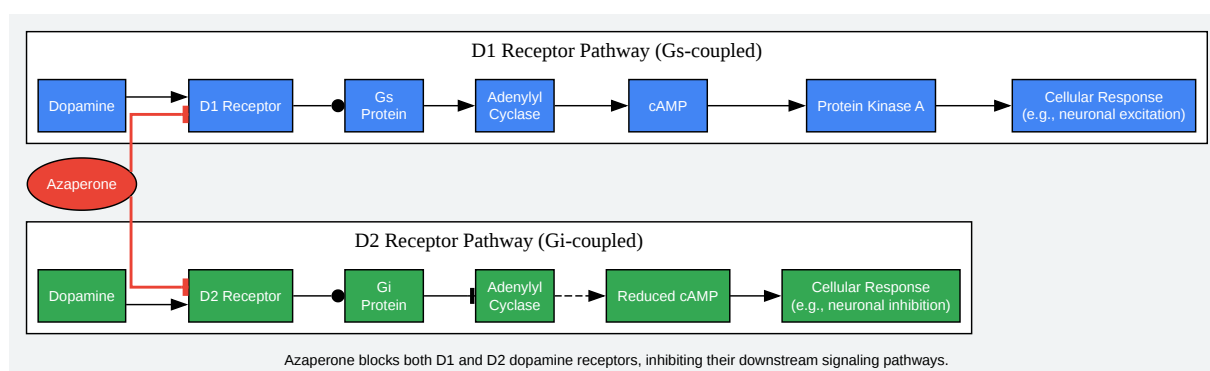 D1 Receptor Pathway (Gs-coupled)
Dopamine
D1 Receptor
Gs
Protein
Adenylyl
Cyclase
cAMP
Protein Kinase A
Cellular Response
(e.g., neuronal excitation)
Azaperone
D2 Receptor Pathway (Gi-coupled)
Dopamine
D2 Receptor
Gi
Protein
Adenylyl
Cyclase
Reduced cAMP
Cellular Response
(e.g., neuronal inhibition)
Azaperone blocks both D1 and D2 dopamine receptors, inhibiting their downstream signaling pathways.